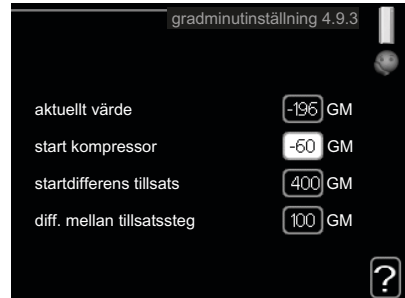 gradminutinställning 4.9.3
aktuellt värde -196 GM
start kompressor -60 GM
startdifferens tillsats 400 GM
diff. mellan tillsatssteg 100 GM
?